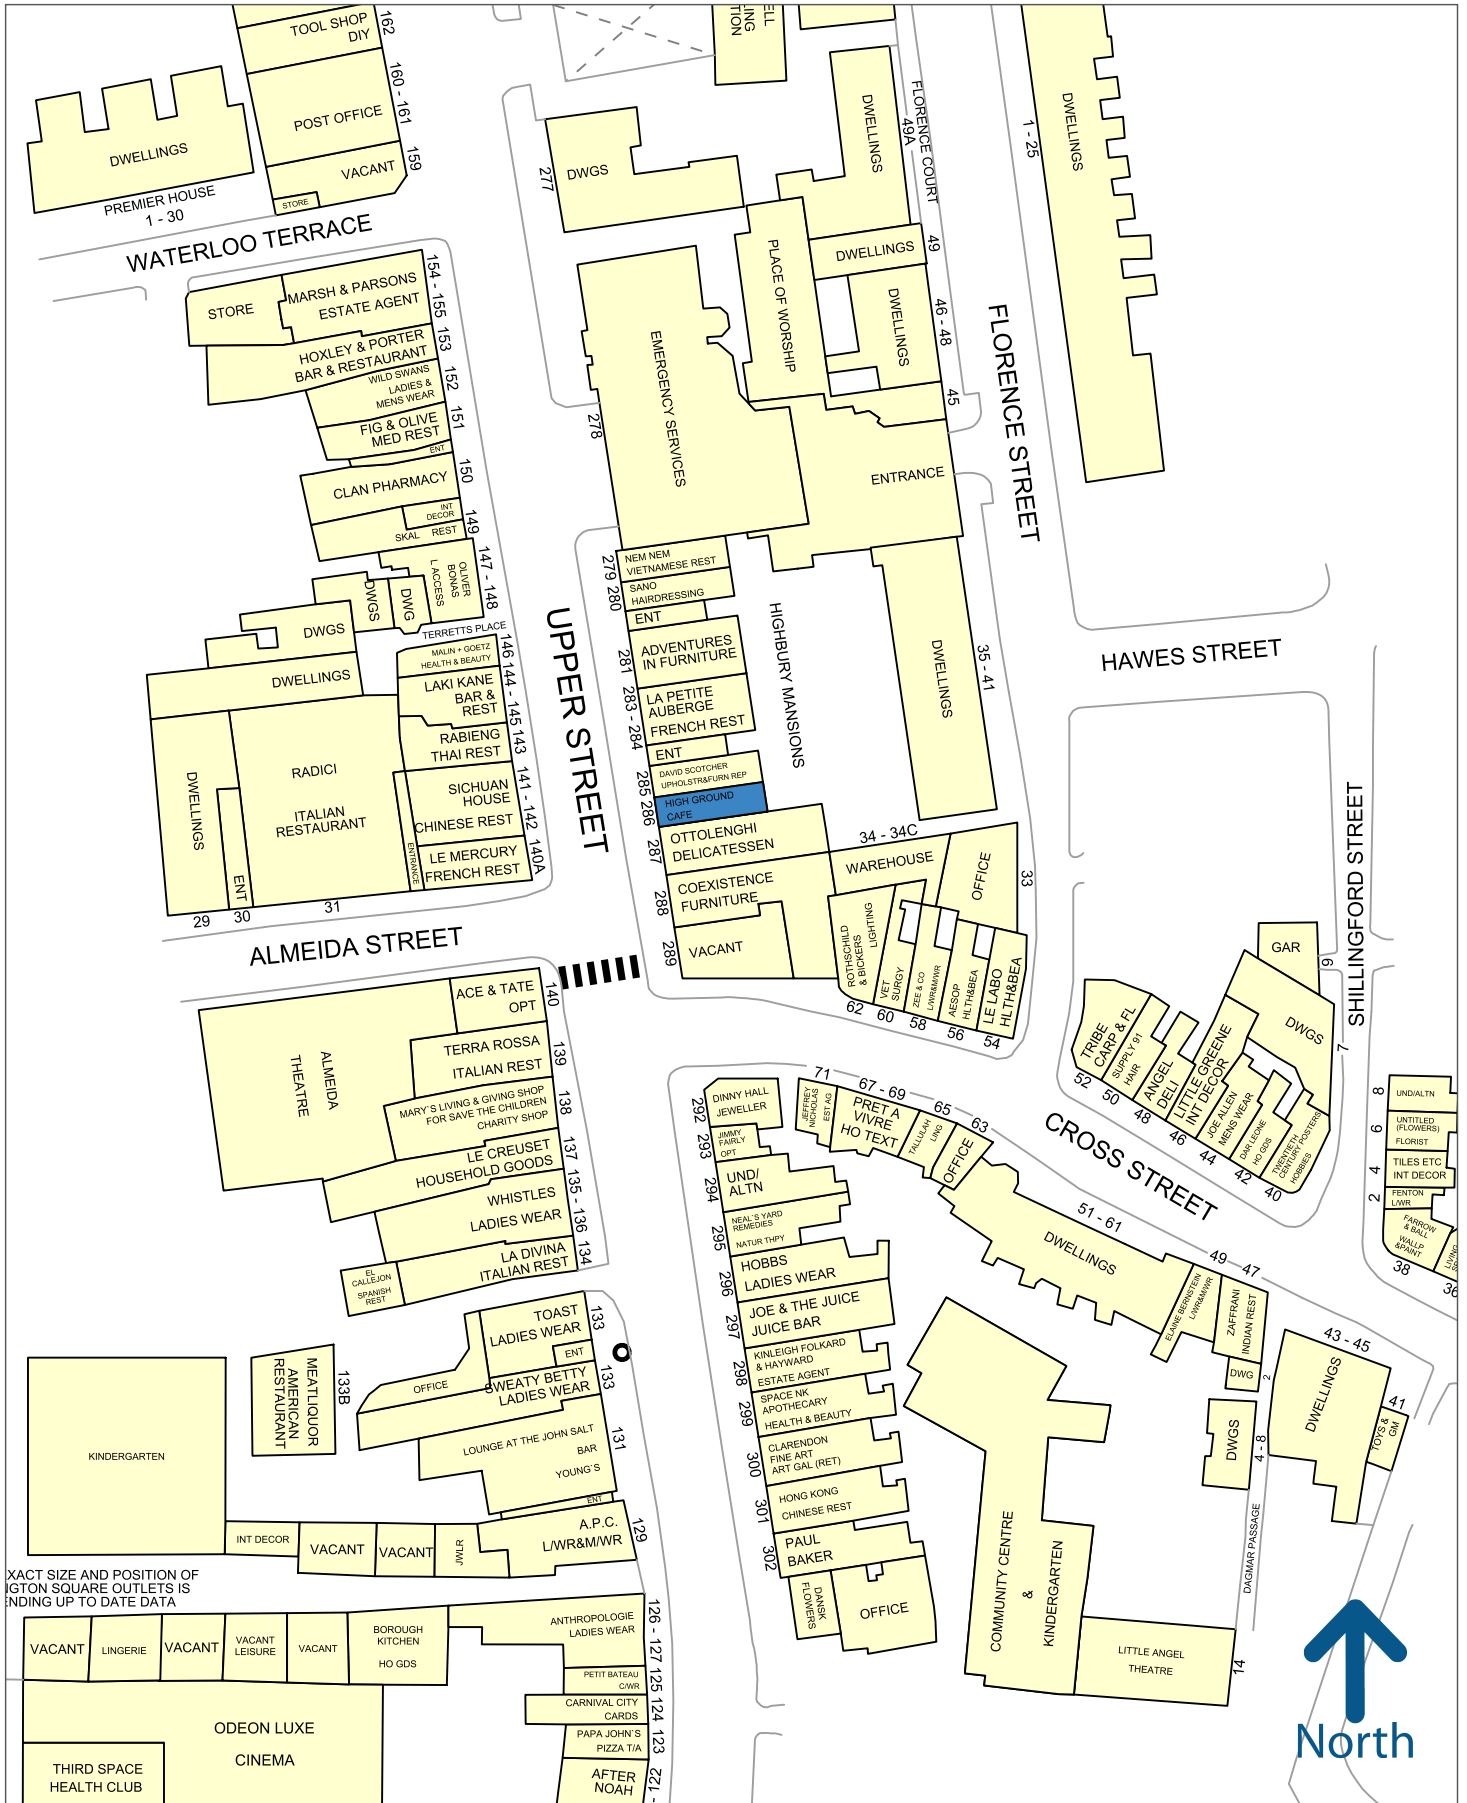 TOOL SHOP
DIY
162
160 - 161
POST OFFICE
VACANT
159
STORE
DWELLINGS
PREMIER HOUSE
1 - 30
WATERLOO TERRACE
STORE
MARSH & PARSONS
ESTATE AGENT
154 - 155
HOXLEY & PORTER
BAR & RESTAURANT
153
WILD SWANS
LADIES &
MENS WEAR
152
FIG & OLIVE
MED REST
151
ENT
CLAN PHARMACY
150
INT
DECOR
149
SKAL REST
OLIVER
BONAS
L ACCESS
147 - 148
DWGS
DWG
TERRETTS PLACE
DWGS
DWELLINGS
MALIN + GOETZ
HEALTH & BEAUTY
146
LAKI KANE
BAR &
REST
144 - 145
RABIENG
THAI REST
143
SICHUAN
HOUSE
CHINESE REST
141 - 142
ENTRANCE
LE MERCURY
FRENCH REST
140A
DWELLINGS
ENT
RADICI
ITALIAN
RESTAURANT
29
30
31
UPPER STREET
ALMEIDA STREET
ELL
ING
TION
277
DWGS
DWELLINGS
FLORENCE COURT
49A
1 - 25
DWELLINGS
PLACE OF WORSHIP
DWELLINGS
49
DWELLINGS
46 - 48
45
EMERGENCY SERVICES
278
ENTRANCE
FLORENCE STREET
NEM NEM
VIETNAMESE REST
279
SANO
HAIRDRESSING
280
ENT
ADVENTURES
IN FURNITURE
281
LA PETITE
AUBERGE
FRENCH REST
283 - 284
ENT
DAVID SCOTCHER
UPHOLSTR&FURN REP
285
HIGH GROUND
CAFE
286
OTTOLENGHI
DELICATESSEN
287
COEXISTENCE
FURNITURE
288
VACANT
289
HIGHBURY MANSIONS
DWELLINGS
35 - 41
HAWES STREET
34 - 34C
WAREHOUSE
OFFICE
33
ROTHSCHILD
& BICKERS
LIGHTING
62
VET
SURGY
60
ZEE & CO
L/WR&M/WR
58
AESOP
HLTH&BEA
56
LE LABO
HLTH&BEA
54
SHILLINGFORD STREET
GAR
9
DWGS
7
TRIBE
CARP & FL
52
SUPPLY 91
HAIR
50
ANGEL
DELI
48
LITTLE GREENE
INT DECOR
46
JOE ALLEN
MENS WEAR
44
DAR LEONE
HO GDS
42
TWENTIETH
CENTURY POSTERS
HOBBIES
40
CROSS STREET
8
UND/ALTN
6
UNTITLED
(FLOWERS)
FLORIST
4
TILES ETC
INT DECOR
2
FENTON
L/WR
FARROW
& BALL
WALLP
&PAINT
38
LIVING
36
ALMEIDA
THEATRE
ACE & TATE
OPT
140
TERRA ROSSA
ITALIAN REST
139
MARY`S LIVING & GIVING SHOP
FOR SAVE THE CHILDREN
CHARITY SHOP
138
LE CREUSET
HOUSEHOLD GOODS
137
WHISTLES
LADIES WEAR
135 - 136
LA DIVINA
ITALIAN REST
134
EL
CALLEJON
SPANISH
REST
TOAST
LADIES WEAR
133
ENT
OFFICE
SWEATY BETTY
LADIES WEAR
133
MEATLIQUOR
AMERICAN
RESTAURANT
133B
LOUNGE AT THE JOHN SALT
BAR
YOUNG`S
131
ENT
KINDERGARTEN
INT DECOR
VACANT
VACANT
JWLR
A.P.C.
L/WR&M/WR
129
XACT SIZE AND POSITION OF
NGTON SQUARE OUTLETS IS
ENDING UP TO DATE DATA
VACANT
LINGERIE
VACANT
VACANT
LEISURE
VACANT
BOROUGH
KITCHEN
HO GDS
ANTHROPOLOGIE
LADIES WEAR
126 - 127
PETIT BATEAU
C/WR
125
CARNIVAL CITY
CARDS
124
PAPA JOHN`S
PIZZA T/A
123
AFTER
NOAH
122 -
ODEON LUXE
CINEMA
THIRD SPACE
HEALTH CLUB
DINNY HALL
JEWELLER
292
JIMMY
FAIRLY
OPT
293
UND/
ALTN
294
NEAL`S YARD
REMEDIES
NATUR THPY
295
HOBBS
LADIES WEAR
296
JOE & THE JUICE
JUICE BAR
297
KINLEIGH FOLKARD
& HAYWARD
ESTATE AGENT
298
SPACE NK
APOTHECARY
HEALTH & BEAUTY
299
CLARENDON
FINE ART
ART GAL (RET)
300
HONG KONG
CHINESE REST
301
PAUL
BAKER
302
DANSK
FLOWERS
OFFICE
71
JEFFREY
NICHOLAS
EST AG
67 - 69
PRET A
VIVRE
HO TEXT
65
TALLULAH
LING
63
OFFICE
51 - 61
DWELLINGS
49
ELAINE BERNSTEIN
L/WR&M/WR
47
ZAFFRANI
INDIAN REST
DWG
2
43 - 45
DWELLINGS
41
TOYS &
GM
DWGS
4 - 8
DAGMAR PASSAGE
COMMUNITY CENTRE
&
KINDERGARTEN
LITTLE ANGEL
THEATRE
14
North